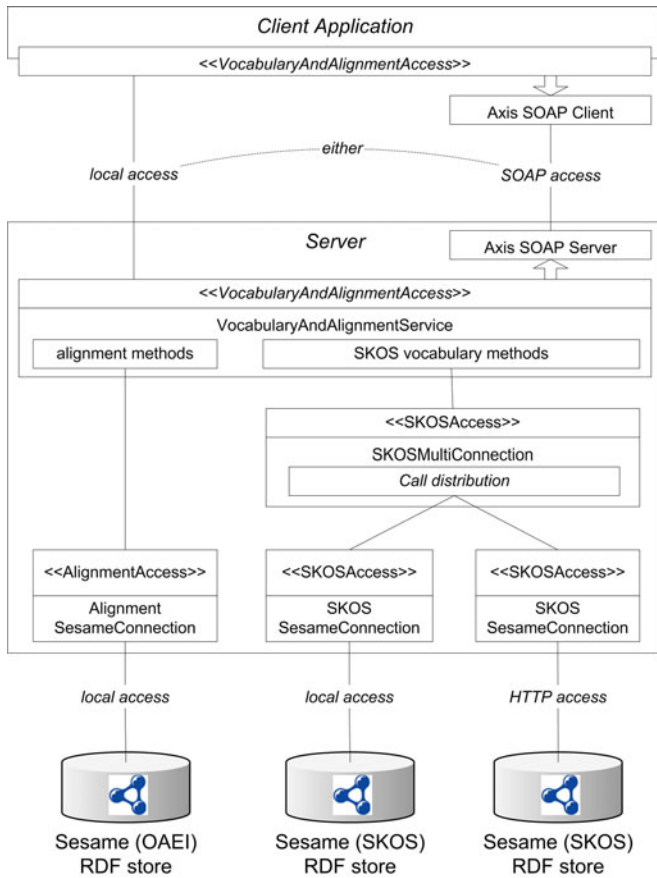 Client Application
<<VocabularyAndAlignmentAccess>>
Axis SOAP Client
either
local access
SOAP access
Server
Axis SOAP Server
<<VocabularyAndAlignmentAccess>>
VocabularyAndAlignmentService
alignment methods
SKOS vocabulary methods
<<SKOSAccess>>
SKOSMultiConnection
Call distribution
<<AlignmentAccess>>
<<SKOSAccess>>
<<SKOSAccess>>
Alignment
SesameConnection
SKOS
SesameConnection
SKOS
SesameConnection
local access
local access
HTTP access
Sesame (OAEI)
RDF store
Sesame (SKOS)
RDF store
Sesame (SKOS)
RDF store